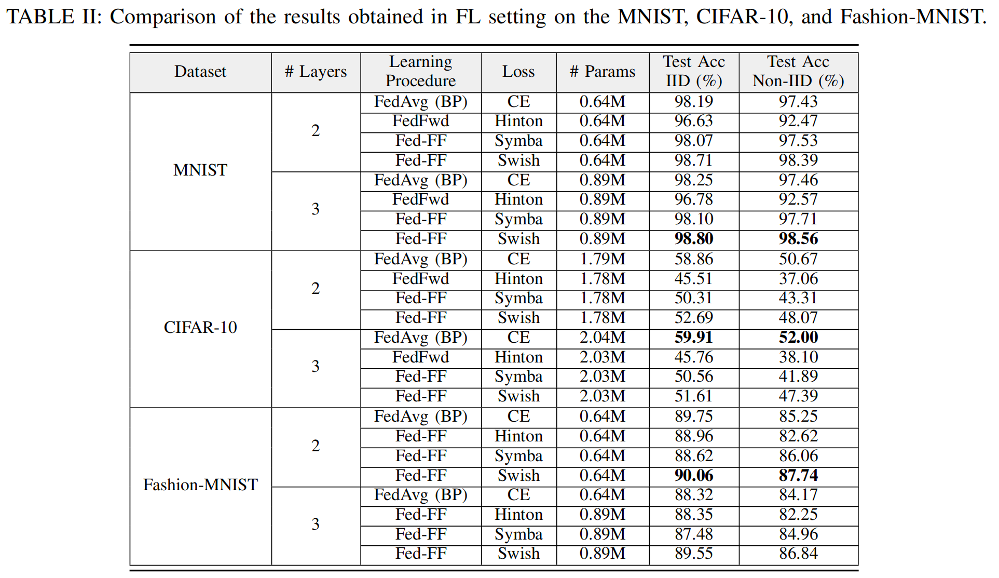 TABLE II: Comparison of the results obtained in FL setting on the MNIST, CIFAR-10, and Fashion-MNIST.
Dataset # Layers Learning Procedure Loss # Params Test Acc IID (%) Test Acc Non-IID (%)
MNIST 2 FedAvg (BP) CE 0.64M 98.19 97.43
FedFwd Hinton 0.64M 96.63 92.47
Fed-FF Symba 0.64M 98.07 97.53
Fed-FF Swish 0.64M 98.71 98.39
3 FedAvg (BP) CE 0.89M 98.25 97.46
FedFwd Hinton 0.89M 96.78 92.57
Fed-FF Symba 0.89M 98.10 97.71
Fed-FF Swish 0.89M 98.80 98.56
CIFAR-10 2 FedAvg (BP) CE 1.79M 58.86 50.67
FedFwd Hinton 1.78M 45.51 37.06
Fed-FF Symba 1.78M 50.31 43.31
Fed-FF Swish 1.78M 52.69 48.07
3 FedAvg (BP) CE 2.04M 59.91 52.00
FedFwd Hinton 2.03M 45.76 38.10
Fed-FF Symba 2.03M 50.56 41.89
Fed-FF Swish 2.03M 51.61 47.39
Fashion-MNIST 2 FedAvg (BP) CE 0.64M 89.75 85.25
Fed-FF Hinton 0.64M 88.96 82.62
Fed-FF Symba 0.64M 88.62 86.06
Fed-FF Swish 0.64M 90.06 87.74
3 FedAvg (BP) CE 0.64M 88.32 84.17
Fed-FF Hinton 0.89M 88.35 82.25
Fed-FF Symba 0.89M 87.48 84.96
Fed-FF Swish 0.89M 89.55 86.84